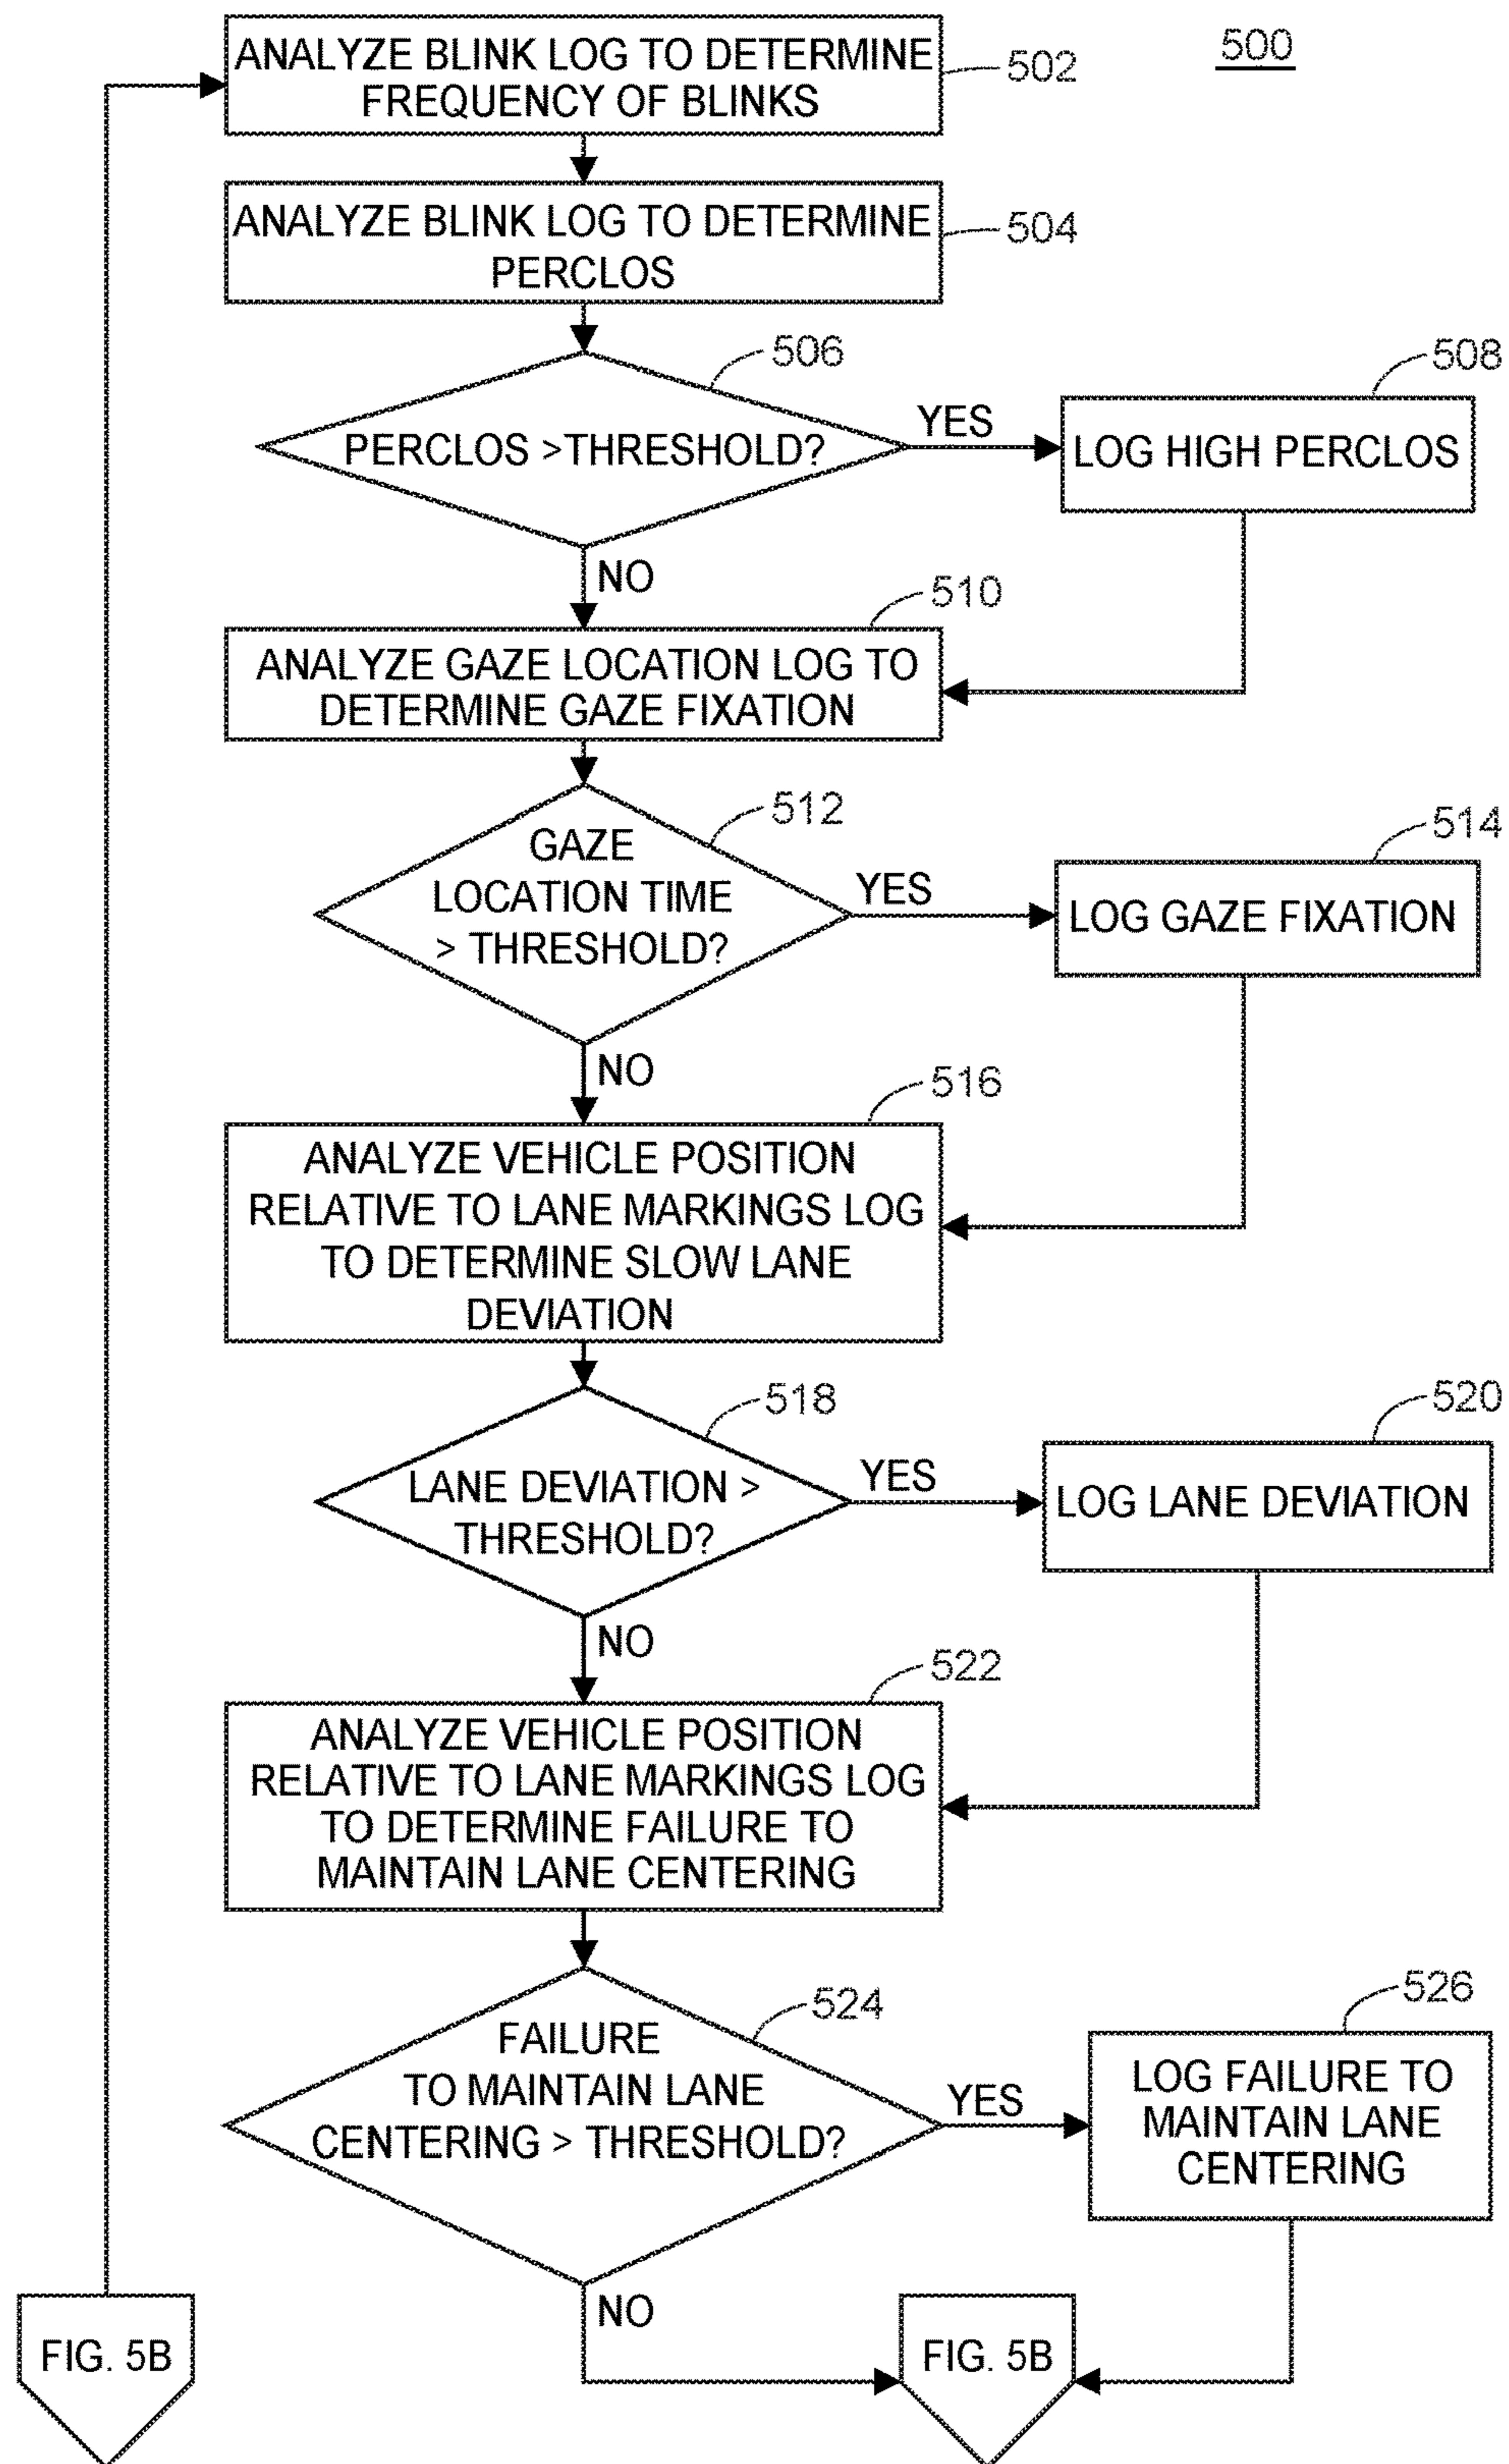 500
ANALYZE BLINK LOG TO DETERMINE
FREQUENCY OF BLINKS
502
ANALYZE BLINK LOG TO DETERMINE
PERCLOS
504
506
PERCLOS >THRESHOLD?
YES
508
LOG HIGH PERCLOS
NO
510
ANALYZE GAZE LOCATION LOG TO
DETERMINE GAZE FIXATION
512
GAZE
LOCATION TIME
> THRESHOLD?
YES
514
LOG GAZE FIXATION
NO
516
ANALYZE VEHICLE POSITION
RELATIVE TO LANE MARKINGS LOG
TO DETERMINE SLOW LANE
DEVIATION
518
LANE DEVIATION >
THRESHOLD?
YES
520
LOG LANE DEVIATION
NO
522
ANALYZE VEHICLE POSITION
RELATIVE TO LANE MARKINGS LOG
TO DETERMINE FAILURE TO
MAINTAIN LANE CENTERING
524
FAILURE
TO MAINTAIN LANE
CENTERING > THRESHOLD?
YES
526
LOG FAILURE TO
MAINTAIN LANE
CENTERING
NO
FIG. 5B
FIG. 5B